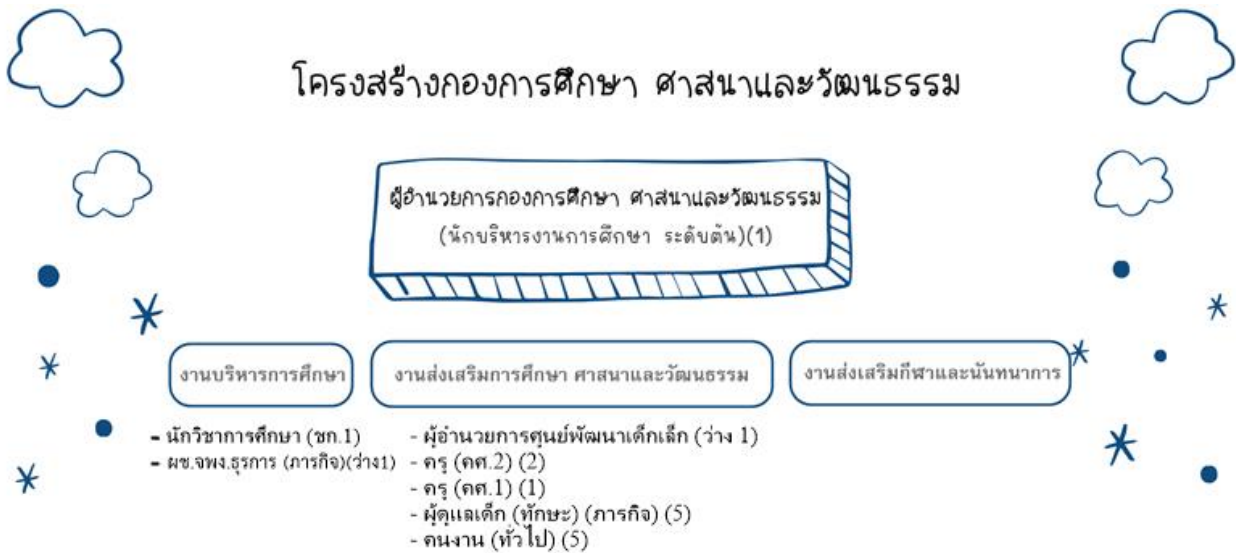 โครงสร้างกองการศึกษา ศาสนาและวัฒนธรรม
ผู้อำนวยการกองการศึกษา ศาสนาและวัฒนธรรม
(นักบริหารงานการศึกษา ระดับต้น)(1)
งานบริหารการศึกษา
- นักวิชาการศึกษา (ชก.1)
- ผช.จพง.ธุรการ (ภารกิจ)(ว่าง1)
งานส่งเสริมการศึกษา ศาสนาและวัฒนธรรม
- ผู้อำนวยการศูนย์พัฒนาเด็กเล็ก (ว่าง 1)
- ครู (คศ.2) (2)
- ครู (คศ.1) (1)
- ผู้ดูแลเด็ก (ทักษะ) (ภารกิจ) (5)
- คนงาน (ทั่วไป) (5)
งานส่งเสริมกีฬาและนันทนาการ